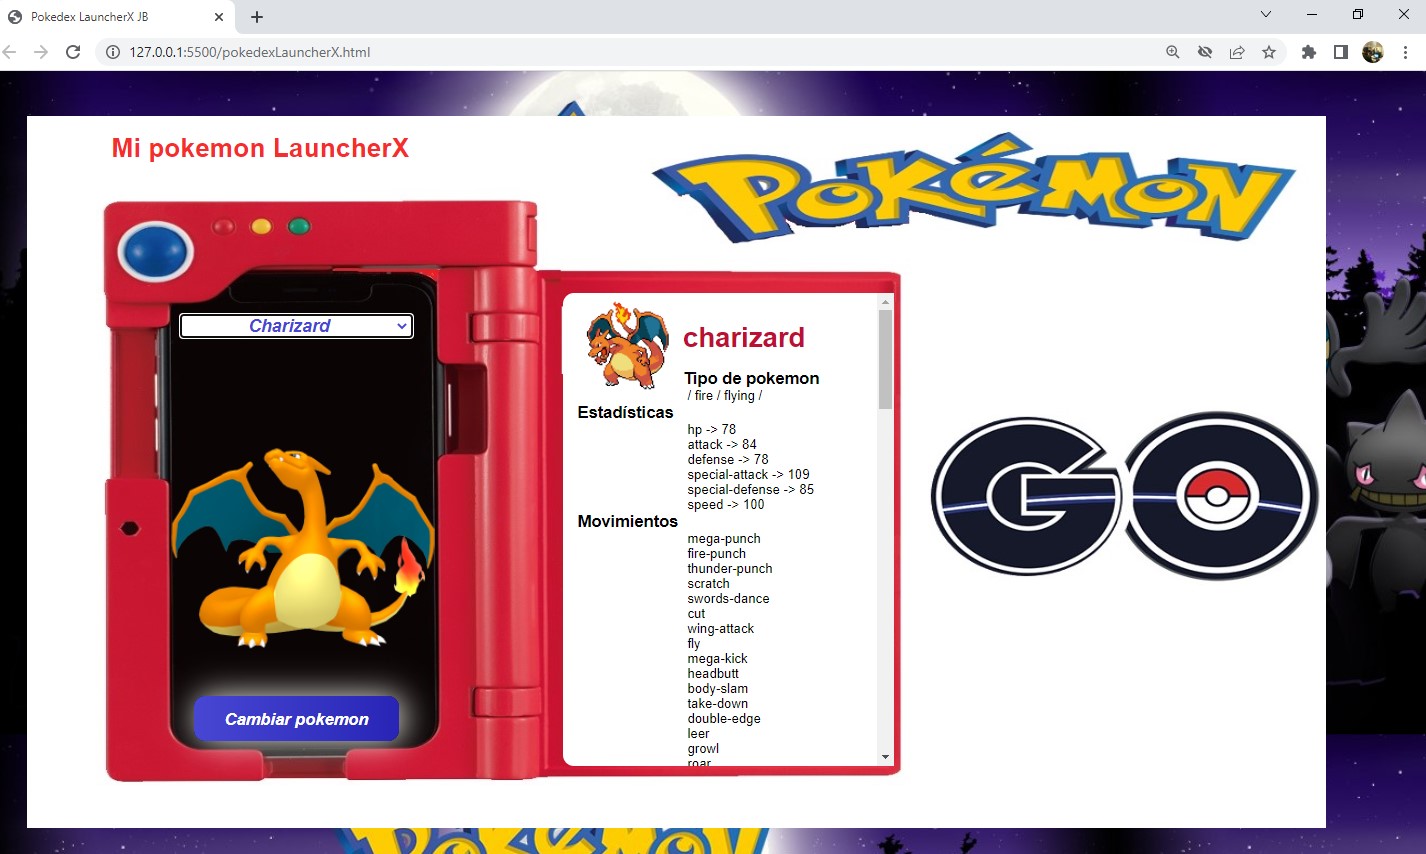 Pokedex LauncherX JB
127.0.0.1:5500/pokedexLauncherX.html
Mi pokemon LauncherX
POKéMON
Charizard
charizard
Tipo de pokemon
/ fire / flying /
Estadísticas
hp -> 78
attack -> 84
defense -> 78
special-attack -> 109
special-defense -> 85
speed -> 100
Movimientos
mega-punch
fire-punch
thunder-punch
scratch
swords-dance
cut
wing-attack
fly
mega-kick
headbutt
body-slam
take-down
double-edge
leer
growl
roar
Cambiar pokemon
GO